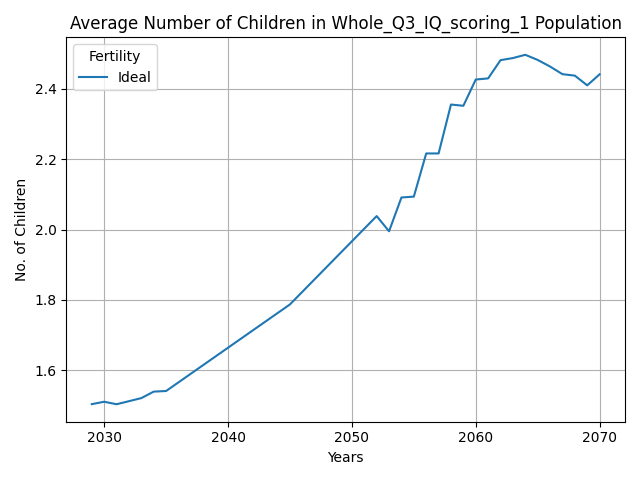 Average Number of Children in Whole_Q3_IQ_scoring_1 Population
Fertility
Ideal
No. of Children
2.4
2.2
2.0
1.8
1.6
2030 2040 2050 2060 2070
Years